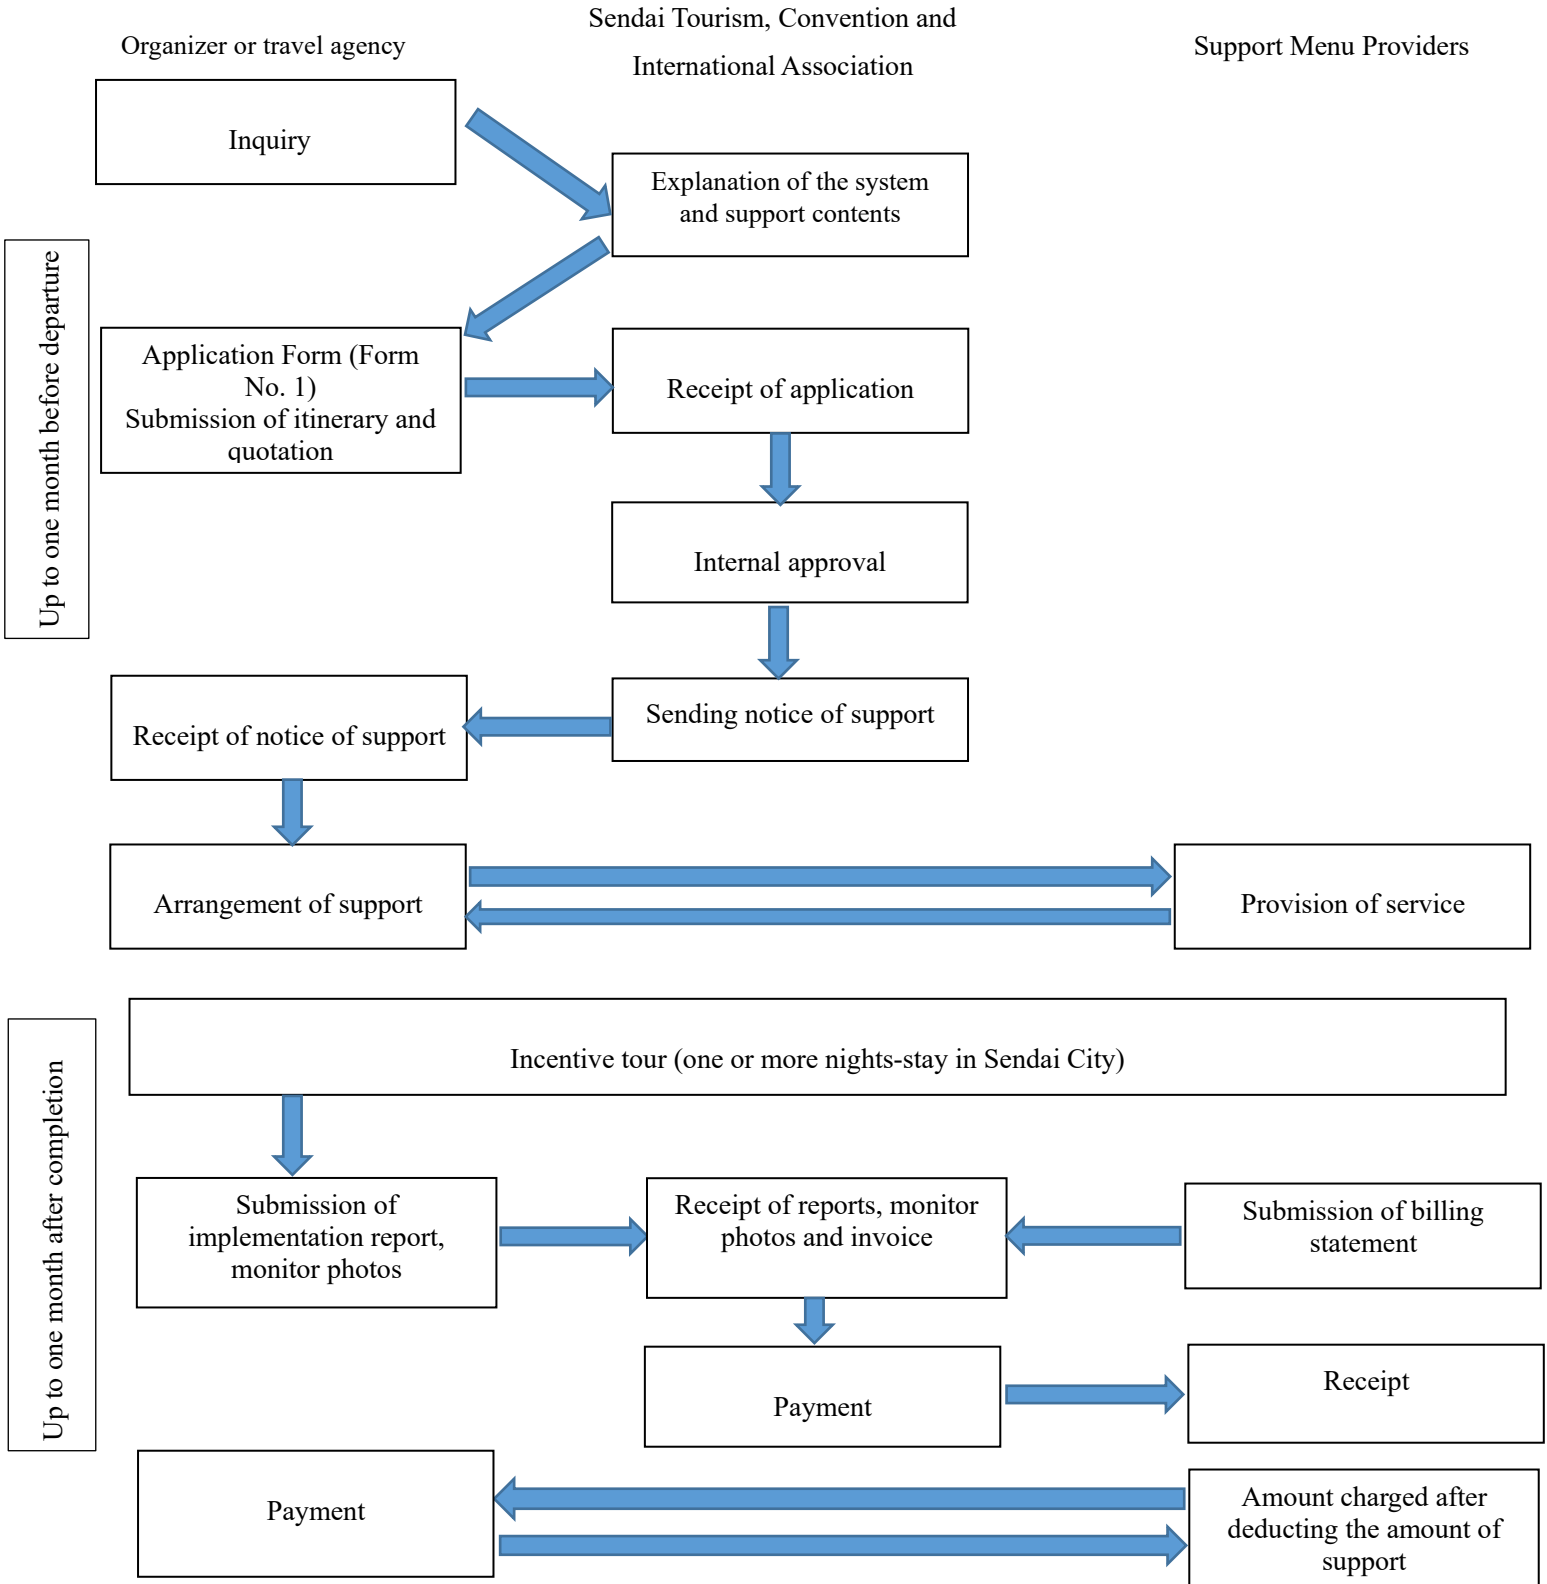 Sendai Tourism, Convention and
International Association
Organizer or travel agency
Support Menu Providers
Inquiry
Explanation of the system
and support contents
Up to one month before departure
Application Form (Form
No. 1)
Submission of itinerary and
quotation
Receipt of application
Internal approval
Sending notice of support
Receipt of notice of support
Arrangement of support
Provision of service
Incentive tour (one or more nights-stay in Sendai City)
Up to one month after completion
Submission of
implementation report,
monitor photos
Receipt of reports, monitor
photos and invoice
Submission of billing
statement
Payment
Receipt
Payment
Amount charged after
deducting the amount of
support